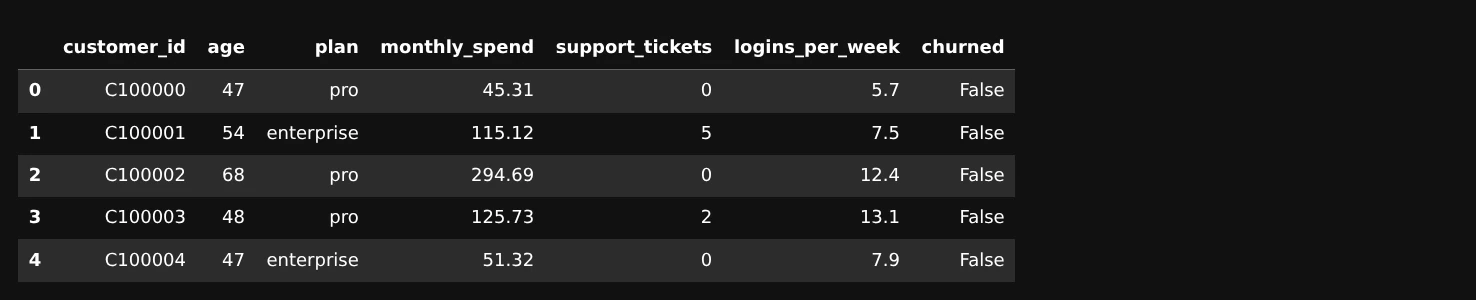 customer_id age plan monthly_spend support_tickets logins_per_week churned
0 C100000 47 pro 45.31 0 5.7 False
1 C100001 54 enterprise 115.12 5 7.5 False
2 C100002 68 pro 294.69 0 12.4 False
3 C100003 48 pro 125.73 2 13.1 False
4 C100004 47 enterprise 51.32 0 7.9 False